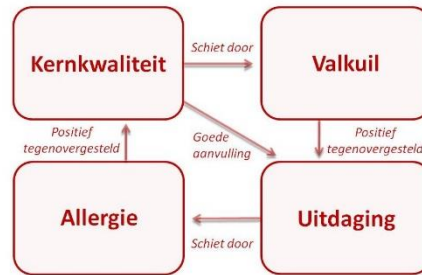 Schiet door
Kernkwaliteit
Valkuil
Positief
tegenovergesteld
Goede
aanvulling
Positief
tegenovergesteld
Allergie
Uitdaging
Schiet door